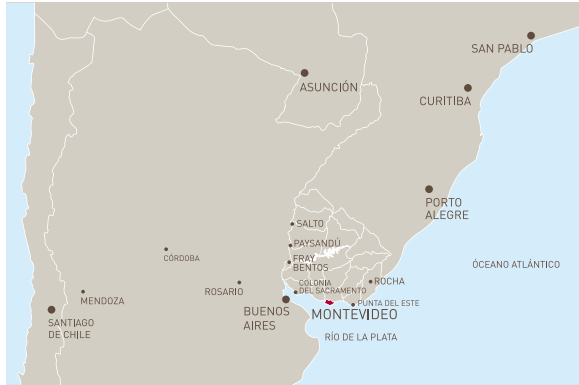 SAN PABLO
ASUNCIÓN
CURITIBA
PORTO
ALEGRE
SALTO
PAYSANDÚ
FRAY
BENTOS
CÓRDOBA
ÓCEANO ATLÁNTICO
ROCHA
COLONIA
DEL SACRAMENTO
ROSARIO
MENDOZA
PUNTA DEL ESTE
BUENOS
AIRES
MONTEVIDEO
SANTIAGO
DE CHILE
RÍO DE LA PLATA